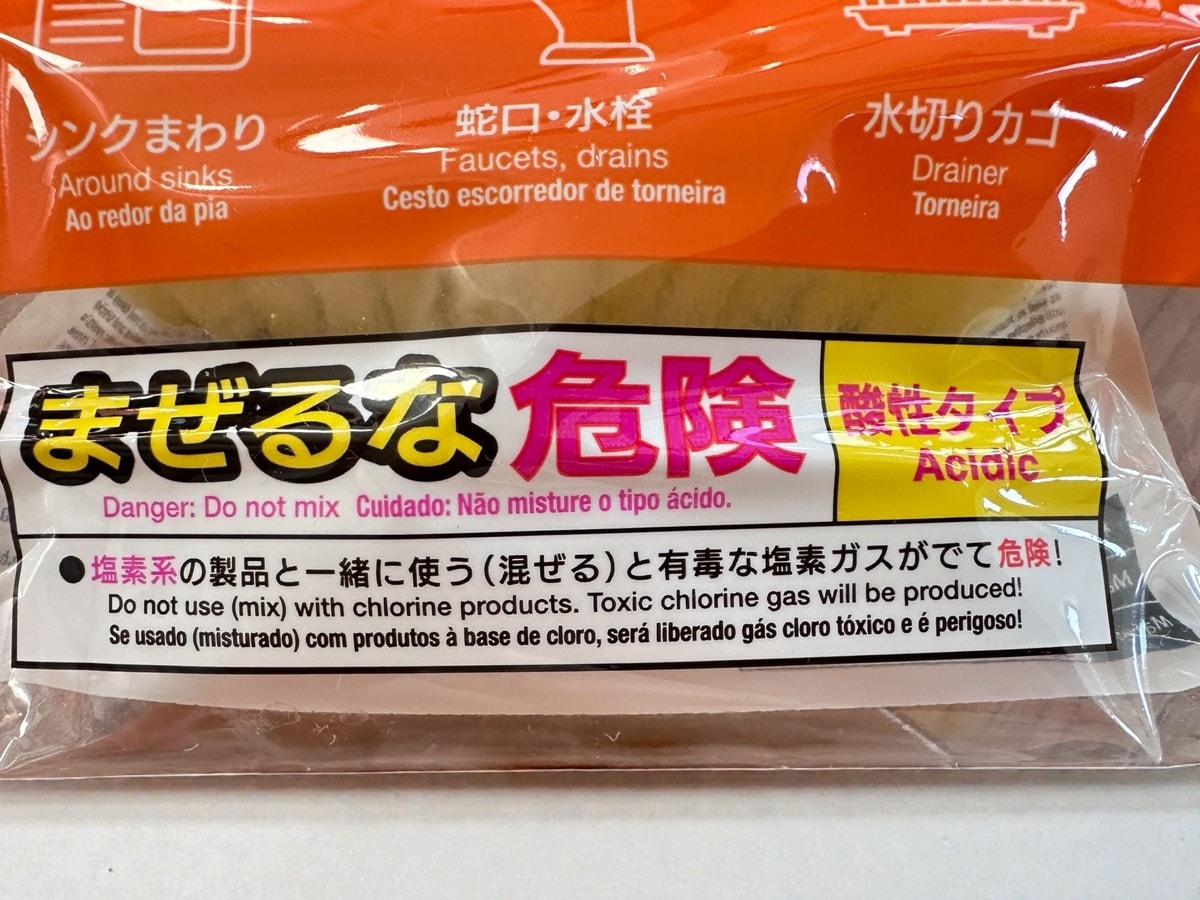 シンクまわり
Around sinks
Ao redor da pia
蛇口・水栓
Faucets, drains
Cesto escorredor de torneira
水切りカゴ
Drainer
Torneira
まぜるな危険
Danger: Do not mix Cuidado: Não misture o tipo ácido.
酸性タイプ
Acidic
●塩素系の製品と一緒に使う(混ぜる)と有毒な塩素ガスがでて危険!
Do not use (mix) with chlorine products. Toxic chlorine gas will be produced!
Se usado (misturado) com produtos à base de cloro, será liberado gás cloro tóxico e é perigoso!